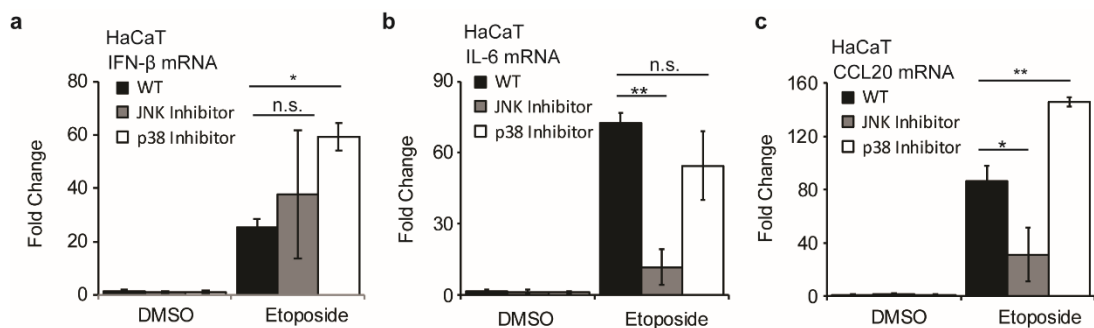 a
HaCaT
IFN-β mRNA
WT
JNK Inhibitor
p38 Inhibitor
*
n.s.
Fold Change
80
60
40
20
0
DMSO
Etoposide
b
HaCaT
IL-6 mRNA
WT
JNK Inhibitor
p38 Inhibitor
n.s.
**
Fold Change
90
60
30
0
DMSO
Etoposide
c
HaCaT
CCL20 mRNA
WT
JNK Inhibitor
p38 Inhibitor
**
*
Fold Change
160
120
80
40
0
DMSO
Etoposide